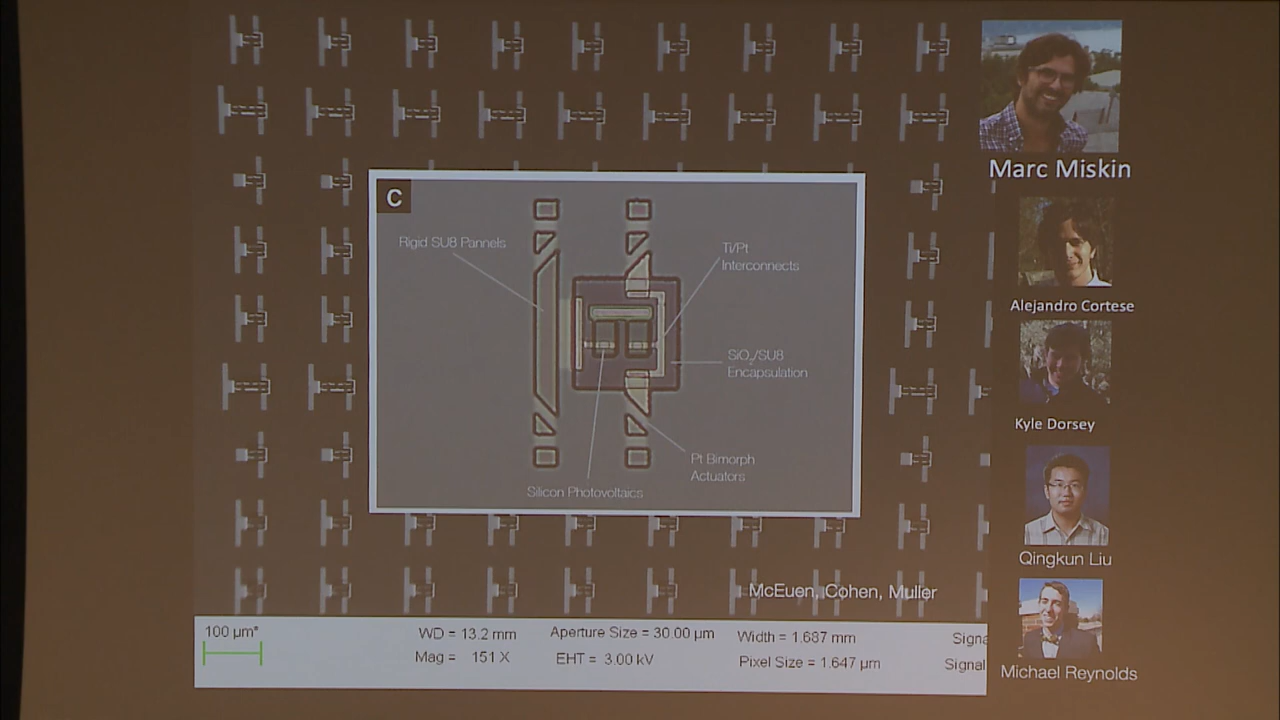 C
Rigid SU8 Pannels
Ti/Pt
Interconnects
SiO₂/SU8
Encapsulation
Pt Bimorph
Actuators
Silicon Photovoltaics
McEuen, Cohen, Muller
100 µm*
WD = 13.2 mm
Aperture Size = 30.00 µm
Width = 1.687 mm
Signa
Mag = 151 X
EHT = 3.00 kV
Pixel Size = 1.647 µm
Signal
Marc Miskin
Alejandro Cortese
Kyle Dorsey
Qingkun Liu
Michael Reynolds